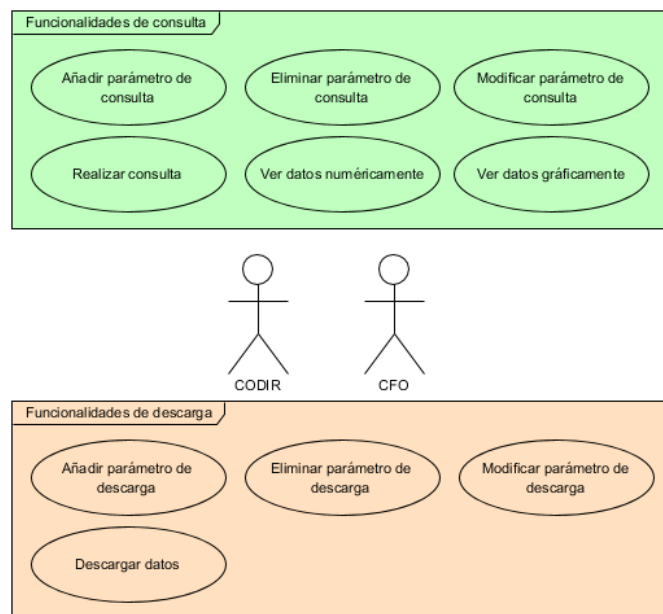 Funcionalidades de consulta
Añadir parámetro de
consulta
Eliminar parámetro de
consulta
Modificar parámetro de
consulta
Realizar consulta
Ver datos numéricamente
Ver datos gráficamente
CODIR
CFO
Funcionalidades de descarga
Añadir parámetro de
descarga
Eliminar parámetro de
descarga
Modificar parámetro de
descarga
Descargar datos